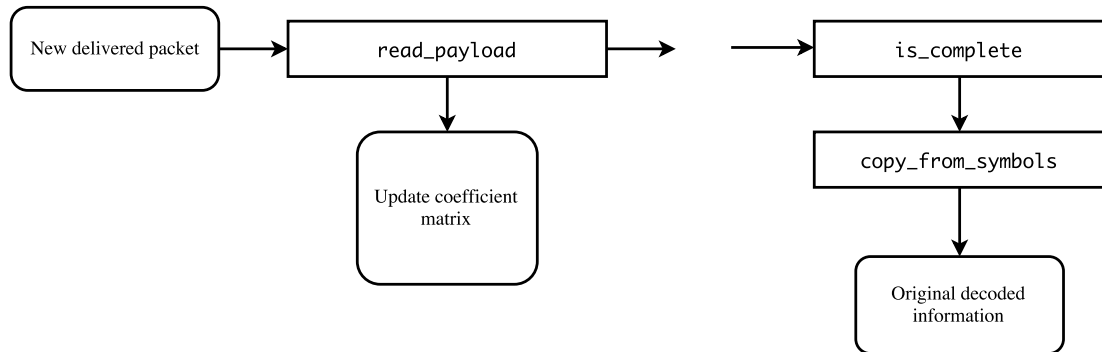 New delivered packet
read_payload
is_complete
Update coefficient
matrix
copy_from_symbols
Original decoded
information